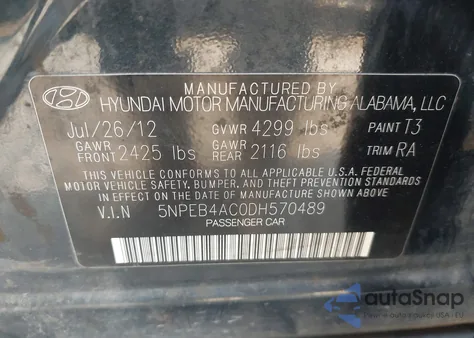 MANUFACTURED BY
HYUNDAI MOTOR MANUFACTURING ALABAMA, LLC
Jul/26/12 GVWR 4299 lbs PAINT T3
GAWR FRONT 2425 lbs GAWR REAR 2116 lbs TRIM RA
THIS VEHICLE CONFORMS TO ALL APPLICABLE U.S.A. FEDERAL
MOTOR VEHICLE SAFETY, BUMPER, AND THEFT PREVENTION STANDARDS
IN EFFECT ON THE DATE OF MANUFACTURE SHOWN ABOVE.
V.I.N 5NPEB4AC0DH570489
PASSENGER CAR
autoSnap